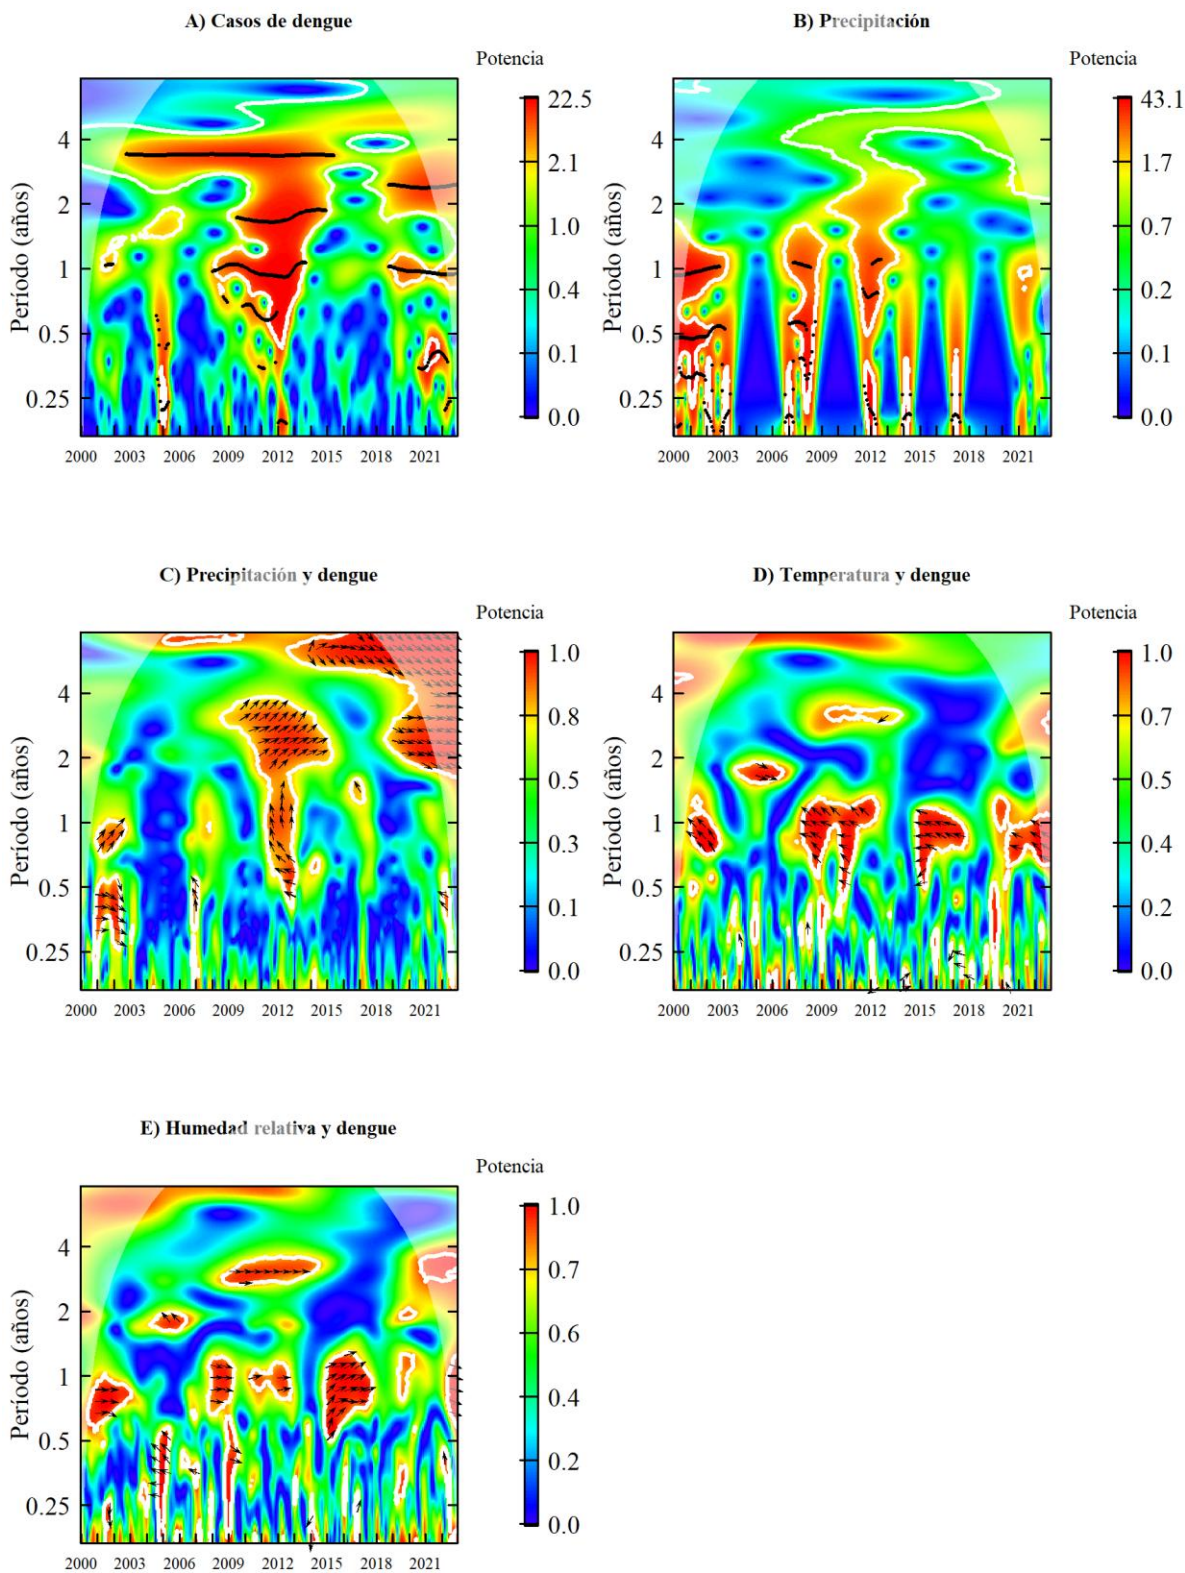 A) Casos de dengue
Potencia
22.5
2.1
1.0
0.4
0.1
0.0
Período (años)
4
2
1
0.5
0.25
2000 2003 2006 2009 2012 2015 2018 2021
B) Precipitación
Potencia
43.1
1.7
0.7
0.2
0.1
0.0
Período (años)
4
2
1
0.5
0.25
2000 2003 2006 2009 2012 2015 2018 2021
C) Precipitación y dengue
Potencia
1.0
0.8
0.5
0.3
0.1
0.0
Período (años)
4
2
1
0.5
0.25
2000 2003 2006 2009 2012 2015 2018 2021
D) Temperatura y dengue
Potencia
1.0
0.7
0.6
0.4
0.2
0.0
Período (años)
4
2
1
0.5
0.25
2000 2003 2006 2009 2012 2015 2018 2021
E) Humedad relativa y dengue
Potencia
1.0
0.7
0.6
0.4
0.2
0.0
Período (años)
4
2
1
0.5
0.25
2000 2003 2006 2009 2012 2015 2018 2021